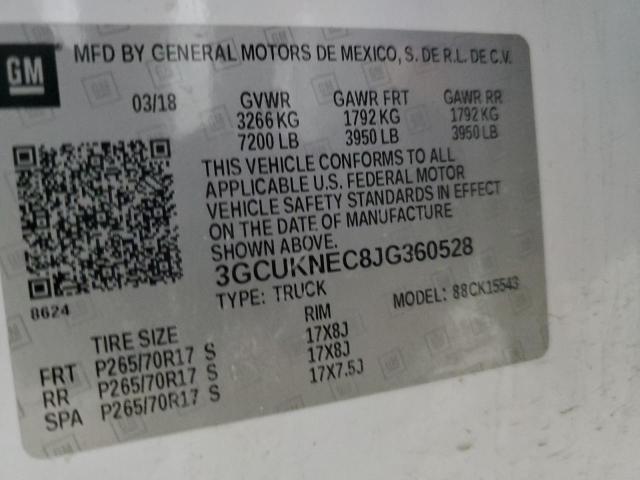 GM MFD BY GENERAL MOTORS DE MEXICO, S. DE R.L. DE C.V.
03/18 GVWR GAWR FRT GAWR RR
3266 KG 1792 KG 1792 KG
7200 LB 3950 LB 3950 LB
THIS VEHICLE CONFORMS TO ALL
APPLICABLE U.S. FEDERAL MOTOR
VEHICLE SAFETY STANDARDS IN EFFECT
ON THE DATE OF MANUFACTURE
SHOWN ABOVE.
3GCUKNEC8JG360528
8624 TYPE: TRUCK MODEL: 88CK15543
TIRE SIZE RIM
FRT P265/70R17 S 17X8J
RR P265/70R17 S 17X8J
SPA P265/70R17 S 17X7.5J